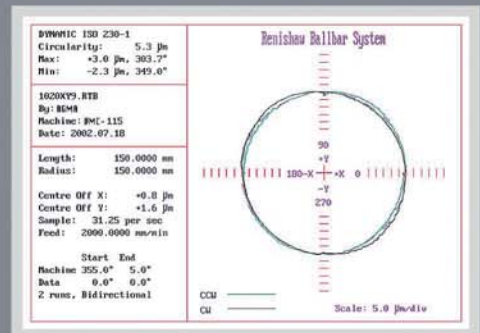 DYNAMIC ISO 230-1
Circularity: 5.3 µm
Max: +3.0 µm, 303.7°
Min: -2.3 µm, 349.0°
1020XY9.RTB
By: BGMA
Machine: DMC-115
Date: 2002.07.18
Length: 150.0000 mm
Radius: 150.0000 mm
Centre Off X: +0.8 µm
Centre Off Y: +1.6 µm
Sample: 31.25 per sec
Feed: 2000.0000 mm/min
Start End
Machine 355.0° 5.0°
Data 0.0° 0.0°
2 runs, Bidirectional
Renishaw Ballbar System
90
+Y
180-X +X 0
-Y
270
CCW
CW
Scale: 5.0 µm/div